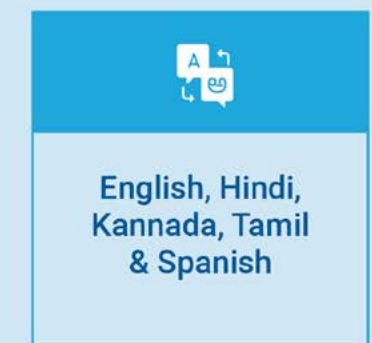 A
ಅ
English, Hindi,
Kannada, Tamil
& Spanish